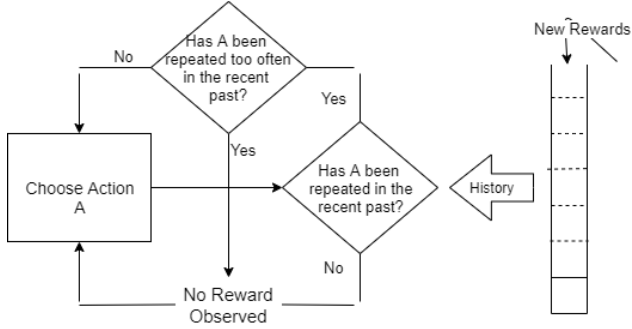 New Rewards
Has A been
repeated too often
in the recent
past?
No
Yes
Yes
Choose Action
A
Has A been
repeated in the
recent past?
History
No
No Reward
Observed